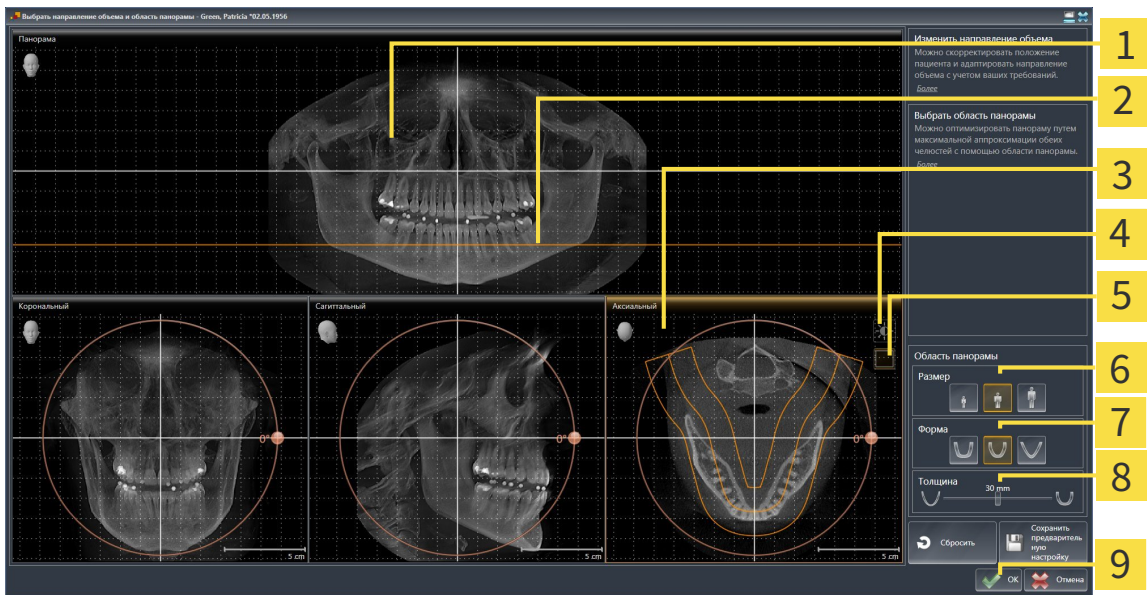 Выбрать направление объема и область панорамы - Green, Patricia *02.05.1956
Панорама
Изменить направление объема
Можно скорректировать положение
пациента и адаптировать направление
объема с учетом ваших требований.
Более
Выбрать область панорамы
Можно оптимизировать панораму путем
максимальной аппроксимации обеих
челюстей с помощью области панорамы.
Более
Корональный
0°
5 cm
Сагиттальный
0°
5 cm
Аксиальный
0°
5 cm
Область панорамы
Размер
Форма
Толщина
30 mm
Сбросить
Сохранить
предваритель
ную
настройку
OK
Отмена
1
2
3
4
5
6
7
8
9